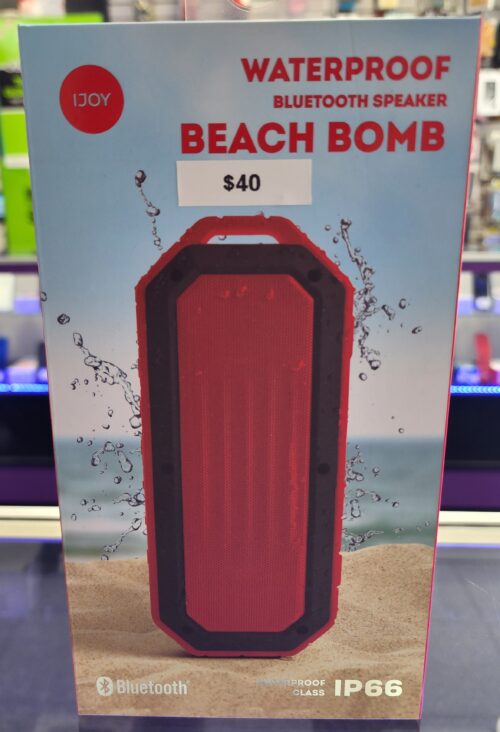 IJOY
WATERPROOF
BLUETOOTH SPEAKER
BEACH BOMB
$40
Bluetooth
WATERPROOF
CLASS
IP66